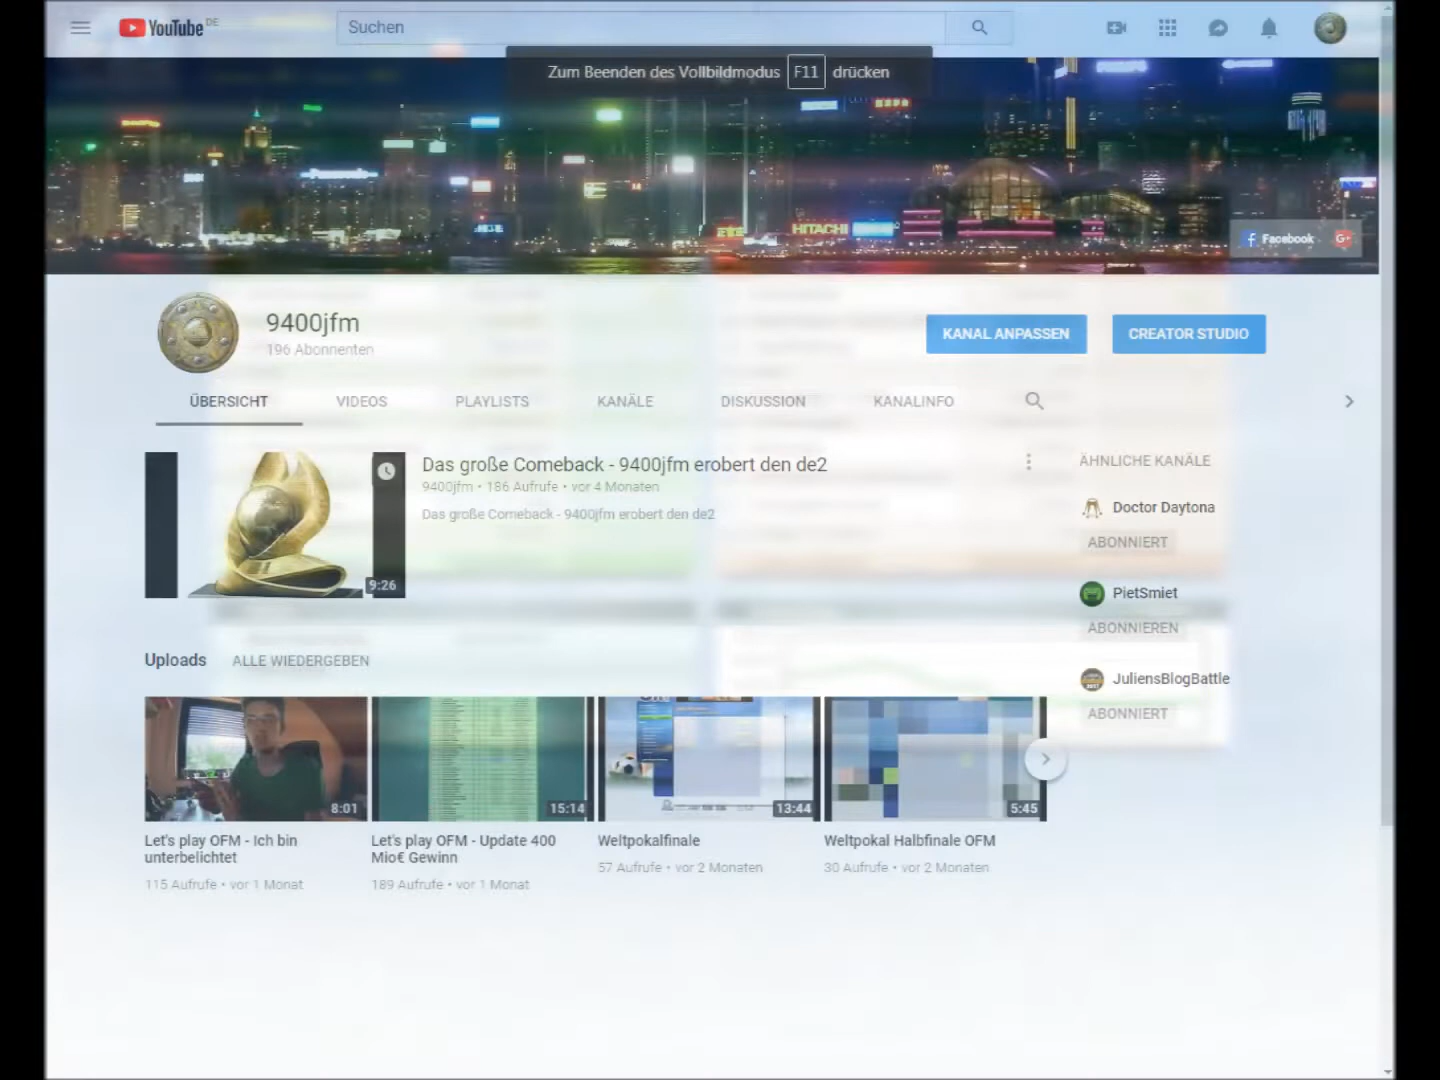 YouTube DE
Suchen
Zum Beenden des Vollbildmodus F11 drücken
HITACHI
Facebook
G+
9400jfm
196 Abonnenten
KANAL ANPASSEN
CREATOR STUDIO
ÜBERSICHT
VIDEOS
PLAYLISTS
KANÄLE
DISKUSSION
KANALINFO
Das große Comeback - 9400jfm erobert den de2
9400jfm • 186 Aufrufe • vor 4 Monaten
Das große Comeback - 9400jfm erobert den de2
9:26
ÄHNLICHE KANÄLE
Doctor Daytona
ABONNIERT
PietSmiet
ABONNIEREN
JuliensBlogBattle
ABONNIERT
Uploads
ALLE WIEDERGEBEN
8:01
15:14
13:44
5:45
Let's play OFM - Ich bin
unterbelichtet
115 Aufrufe • vor 1 Monat
Let's play OFM - Update 400
Mio€ Gewinn
189 Aufrufe • vor 1 Monat
Weltpokalfinale
57 Aufrufe • vor 2 Monaten
Weltpokal Halbfinale OFM
30 Aufrufe • vor 2 Monaten